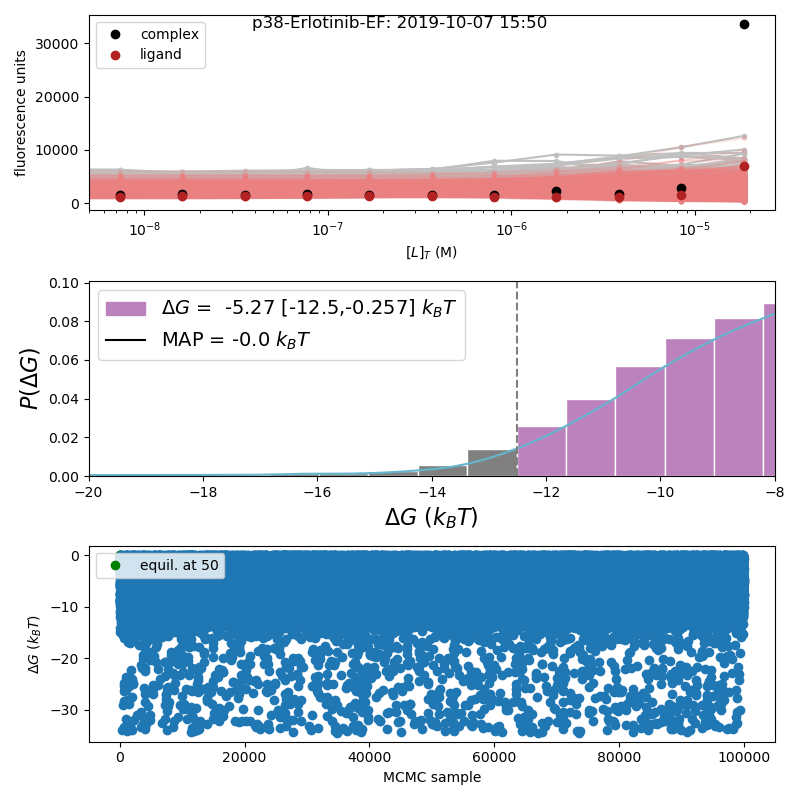 p38-Erlotinib-EF: 2019-10-07 15:50
complex
ligand
fluorescence units
30000
20000
10000
0
10⁻⁸ 10⁻⁷ 10⁻⁶ 10⁻⁵
[L]_T (M)
ΔG = -5.27 [-12.5,-0.257] k_BT
MAP = -0.0 k_BT
P(ΔG)
0.10
0.08
0.06
0.04
0.02
0.00
−20 −18 −16 −14 −12 −10 −8
ΔG (k_BT)
equil. at 50
ΔG (k_BT)
0
−10
−20
−30
0 20000 40000 60000 80000 100000
MCMC sample